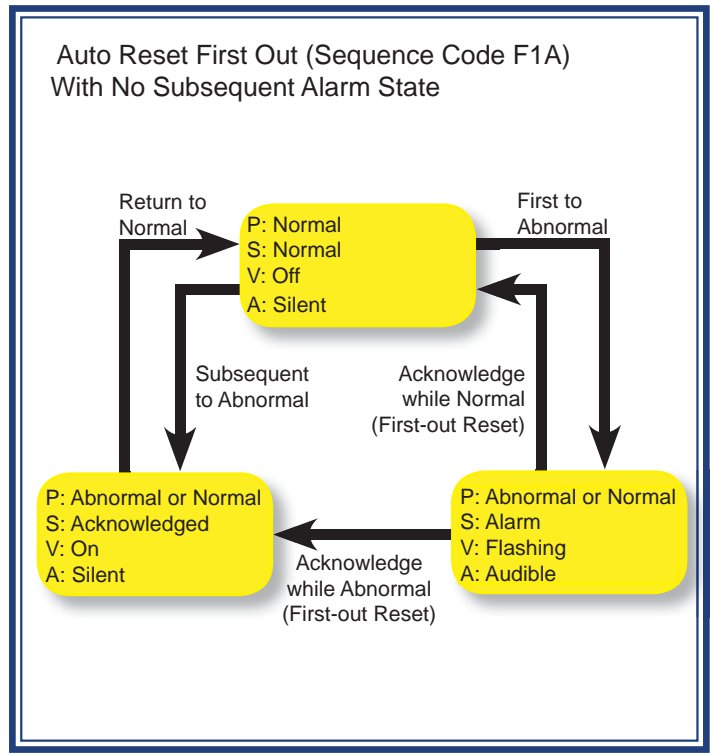 Auto Reset First Out (Sequence Code F1A)
With No Subsequent Alarm State
Return to
Normal
First to
Abnormal
P: Normal
S: Normal
V: Off
A: Silent
Subsequent
to Abnormal
Acknowledge
while Normal
(First-out Reset)
P: Abnormal or Normal
S: Acknowledged
V: On
A: Silent
P: Abnormal or Normal
S: Alarm
V: Flashing
A: Audible
Acknowledge
while Abnormal
(First-out Reset)